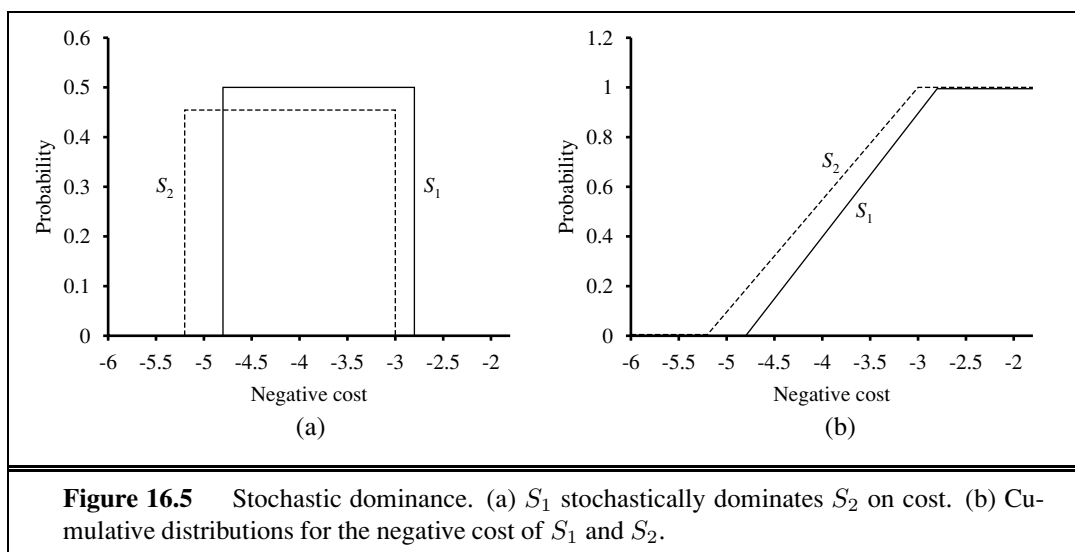 0.6
0.5
0.4
0.3
0.2
0.1
0
Probability
S2
S1
-6 -5.5 -5 -4.5 -4 -3.5 -3 -2.5 -2
Negative cost
(a)
1.2
1
0.8
0.6
0.4
0.2
0
Probability
S2
S1
-6 -5.5 -5 -4.5 -4 -3.5 -3 -2.5 -2
Negative cost
(b)
Figure 16.5 Stochastic dominance. (a) S1 stochastically dominates S2 on cost. (b) Cu-
mulative distributions for the negative cost of S1 and S2.